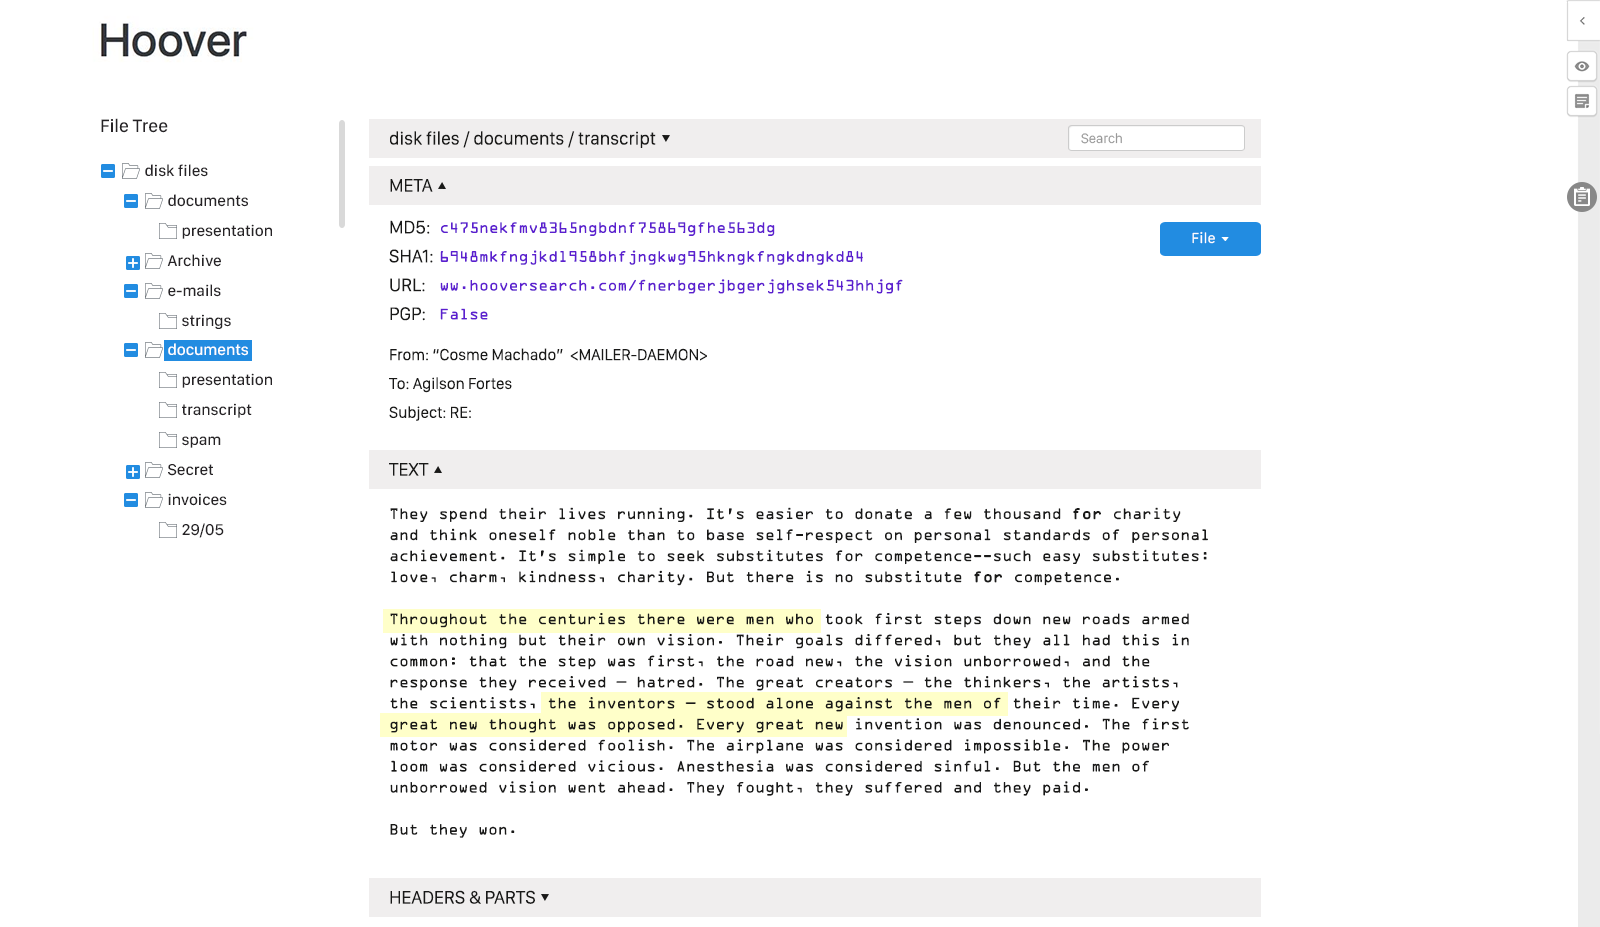 Hoover
File Tree
disk files
documents
presentation
Archive
e-mails
strings
documents
presentation
transcript
spam
Secret
invoices
29/05
disk files / documents / transcript
Search
META
MD5: c475nekfmv8365ngbdnf75869gfhe563dg
SHA1: 6948mkfngjkd1958bhfjngkwg95hkngkfngkdngkd84
URL: ww.hooversearch.com/fnerbgerjbgerjghsek543hhjgf
PGP: False
File
From: "Cosme Machado" <MAILER-DAEMON>
To: Agilson Fortes
Subject: RE:
TEXT
They spend their lives running. It's easier to donate a few thousand for charity
and think oneself noble than to base self-respect on personal standards of personal
achievement. It's simple to seek substitutes for competence--such easy substitutes:
love, charm, kindness, charity. But there is no substitute for competence.
Throughout the centuries there were men who took first steps down new roads armed
with nothing but their own vision. Their goals differed, but they all had this in
common: that the step was first, the road new, the vision unborrowed, and the
response they received — hatred. The great creators — the thinkers, the artists,
the scientists, the inventors — stood alone against the men of their time. Every
great new thought was opposed. Every great new invention was denounced. The first
motor was considered foolish. The airplane was considered impossible. The power
loom was considered vicious. Anesthesia was considered sinful. But the men of
unborrowed vision went ahead. They fought, they suffered and they paid.
But they won.
HEADERS & PARTS